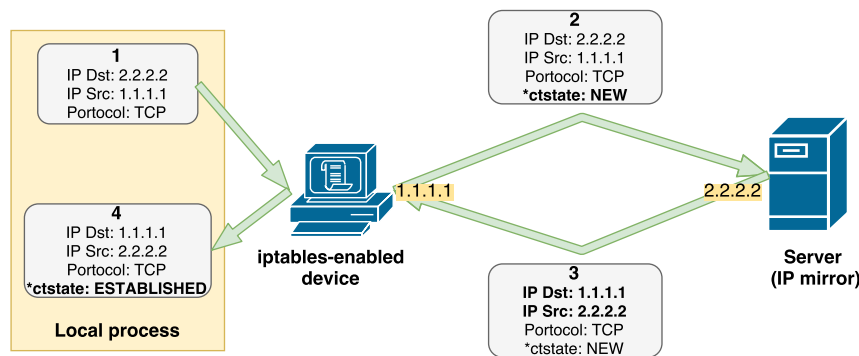 1
IP Dst: 2.2.2.2
IP Src: 1.1.1.1
Portocol: TCP
2
IP Dst: 2.2.2.2
IP Src: 1.1.1.1
Portocol: TCP
*ctstate: NEW
1.1.1.1
2.2.2.2
4
IP Dst: 1.1.1.1
IP Src: 2.2.2.2
Portocol: TCP
*ctstate: ESTABLISHED
Local process
iptables-enabled
device
3
IP Dst: 1.1.1.1
IP Src: 2.2.2.2
Portocol: TCP
*ctstate: NEW
Server
(IP mirror)